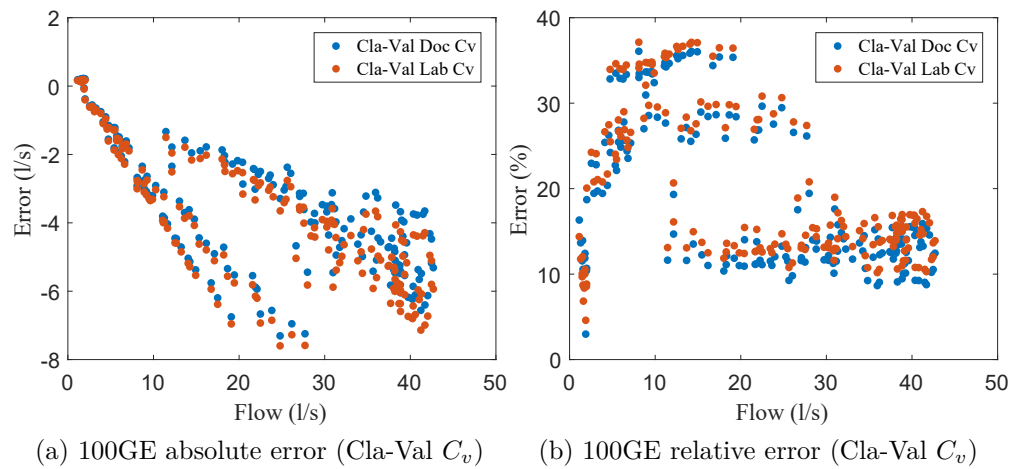 2
0
-2
-4
-6
-8
Error (l/s)
0 10 20 30 40 50
Flow (l/s)
Cla-Val Doc Cv
Cla-Val Lab Cv
(a) 100GE absolute error (Cla-Val Cᵥ)
40
30
20
10
0
Error (%)
0 10 20 30 40 50
Flow (l/s)
Cla-Val Doc Cv
Cla-Val Lab Cv
(b) 100GE relative error (Cla-Val Cᵥ)